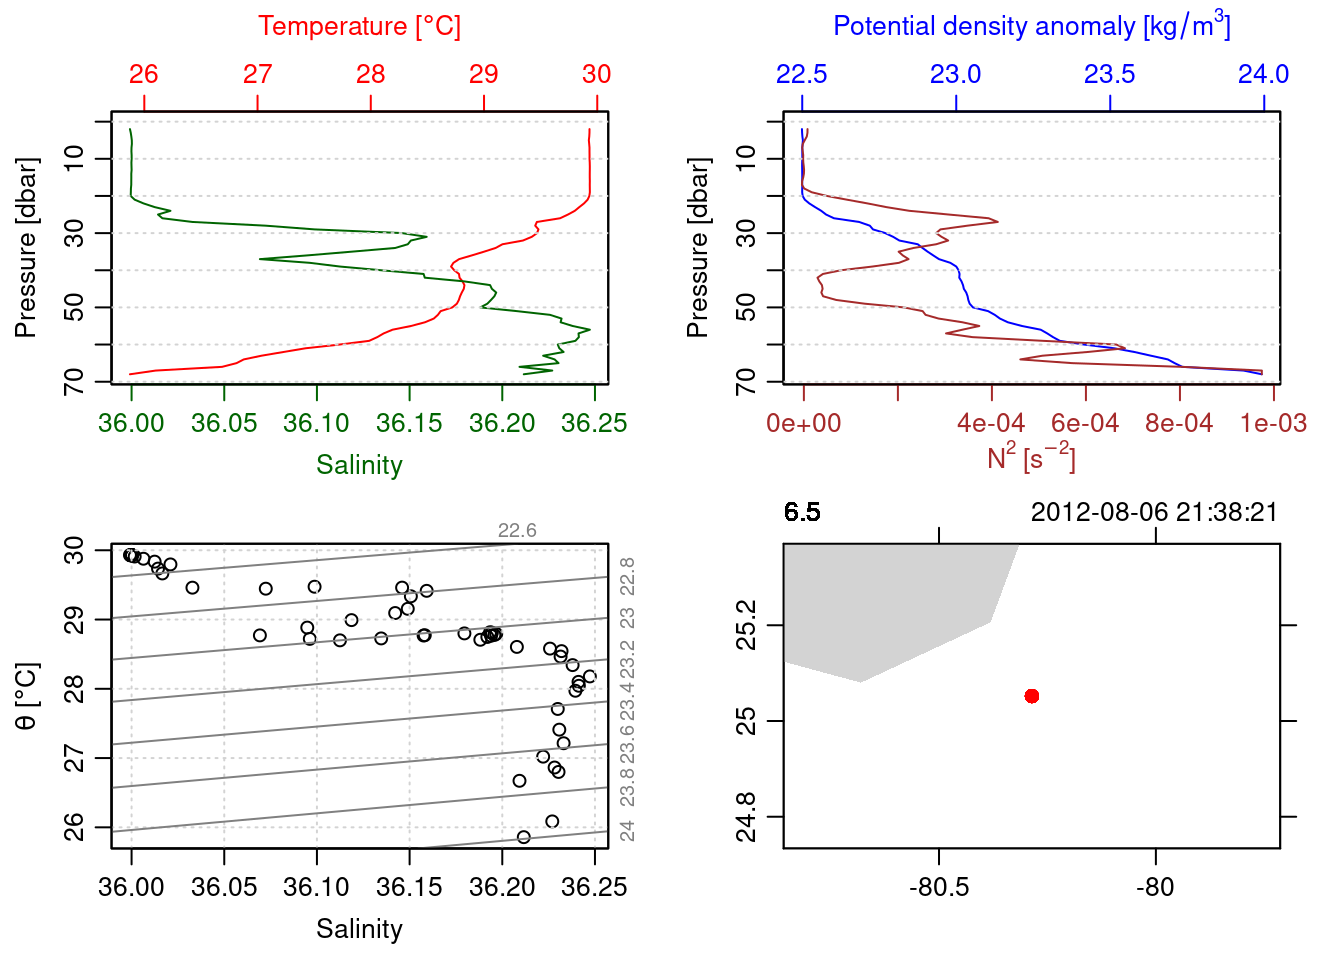 Temperature [°C]
26 27 28 29 30
Pressure [dbar]
10 30 50 70
36.00 36.05 36.10 36.15 36.20 36.25
Salinity
Potential density anomaly [kg/m³]
22.5 23.0 23.5 24.0
Pressure [dbar]
10 30 50 70
0e+00 4e-04 6e-04 8e-04 1e-03
N² [s⁻²]
22.6
θ [°C]
30 29 28 27 26
22.8 23 23.2 23.4 23.6 23.8 24
36.00 36.05 36.10 36.15 36.20 36.25
Salinity
6.5 2012-08-06 21:38:21
25.2 25 24.8
-80.5 -80